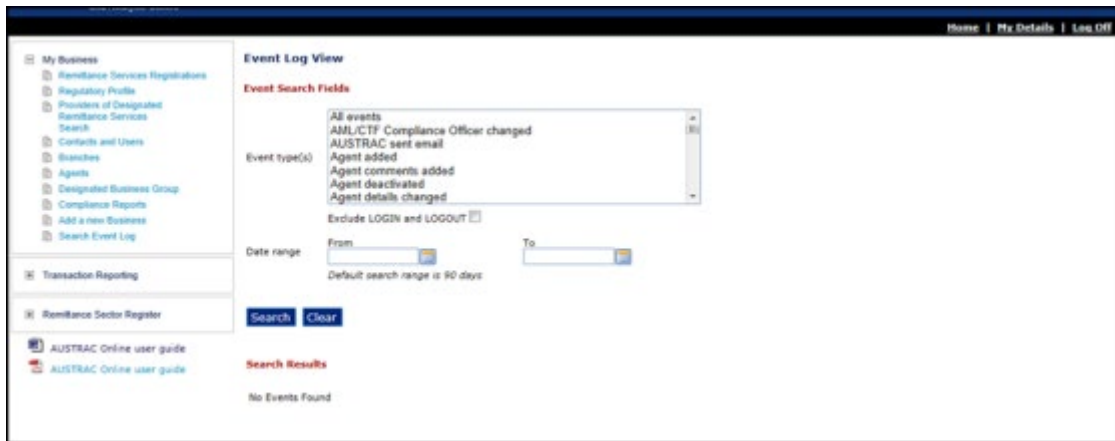 Home | My Details | Log Off
My Business
Remittance Services Registrations
Regulatory Profile
Providers of Designated
Remittance Services
Search
Contacts and Users
Branches
Agents
Designated Business Group
Compliance Reports
Add a new Business
Search Event Log
Transaction Reporting
Remittance Sector Register
AUSTRAC Online user guide
AUSTRAC Online user guide
Event Log View
Event Search Fields
Event type(s)
All events
AML/CTF Compliance Officer changed
AUSTRAC sent email
Agent added
Agent comments added
Agent deactivated
Agent details changed
Exclude LOGIN and LOGOUT
Date range
From
To
Default search range is 90 days
Search Clear
Search Results
No Events Found